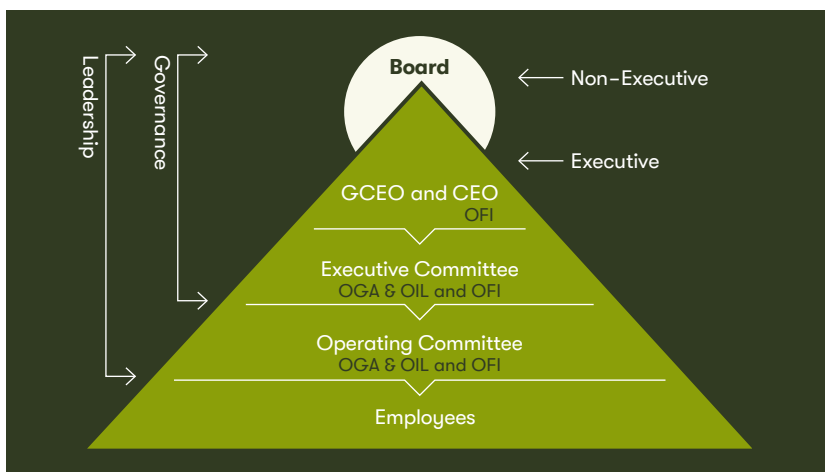 Leadership
Governance
Board
Non-Executive
Executive
GCEO and CEO
OFI
Executive Committee
OGA & OIL and OFI
Operating Committee
OGA & OIL and OFI
Employees